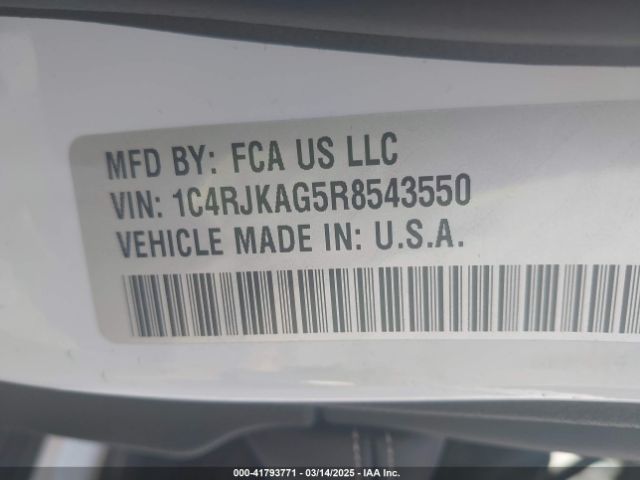 MFD BY: FCA US LLC
VIN: 1C4RJKAG5R8543550
VEHICLE MADE IN: U.S.A.
000-41793771 - 03/14/2025 - IAA Inc.